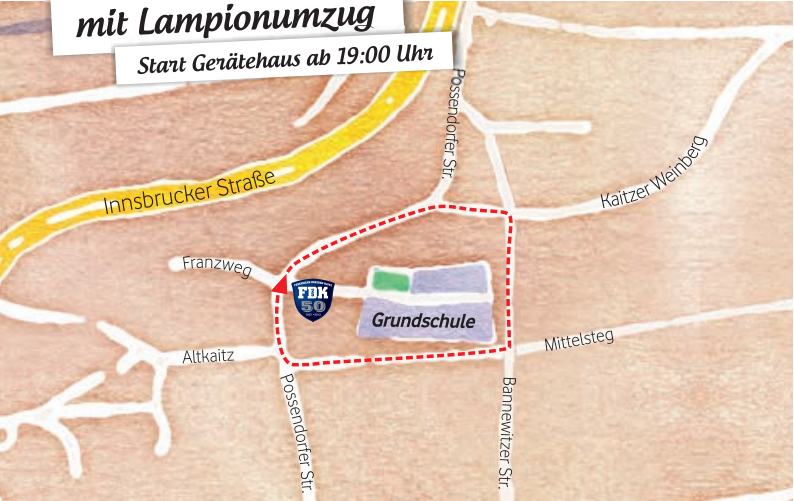 mit Lampionumzug
Start Gerätehaus ab 19:00 Uhr
Possendorfer Str.
Kaitzer Weinberg
Innsbrucker Straße
Franzweg
FDK
50
Grundschule
Altkaitz
Mittelsteg
Possendorfer Str.
Bannewitzer Str.